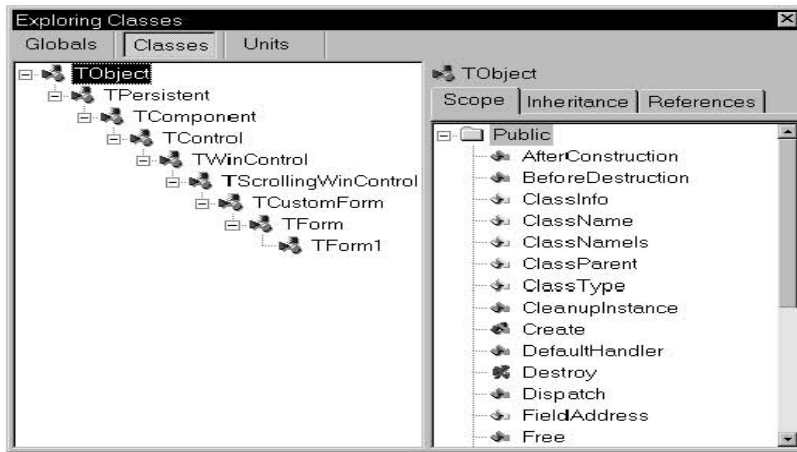 Exploring Classes
Globals Classes Units
TObject
TPersistent
TComponent
TControl
TWinControl
TScrollingWinControl
TCustomForm
TForm
TForm1
TObject
Scope Inheritance References
Public
AfterConstruction
BeforeDestruction
ClassInfo
ClassName
ClassNameIs
ClassParent
ClassType
CleanupInstance
Create
DefaultHandler
Destroy
Dispatch
FieldAddress
Free